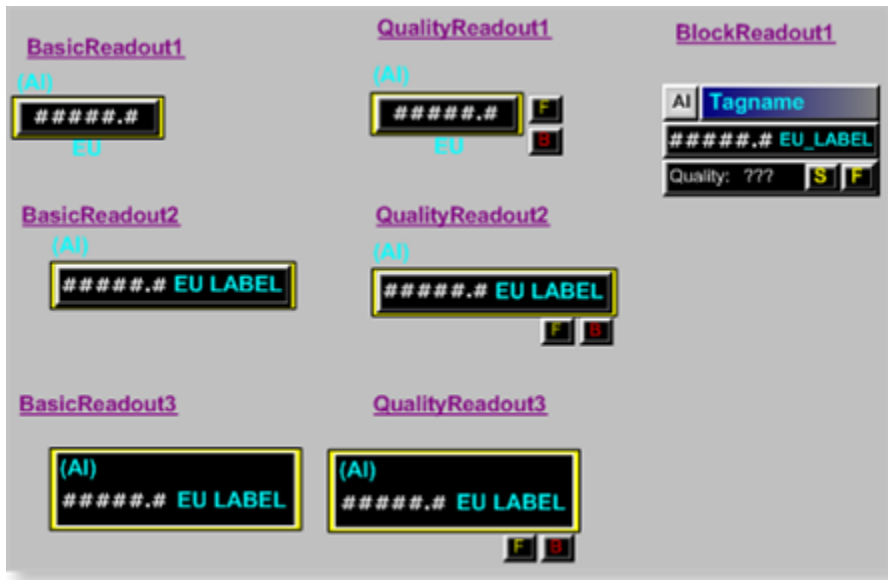 BasicReadout1
(AI)
#####.#
EU
QualityReadout1
(AI)
#####.#
F
B
EU
BlockReadout1
AI Tagname
#####.# EU_LABEL
Quality: ??? S F
BasicReadout2
(AI)
#####.# EU LABEL
QualityReadout2
(AI)
#####.# EU LABEL
F B
BasicReadout3
(AI)
#####.# EU LABEL
QualityReadout3
(AI)
#####.# EU LABEL
F B